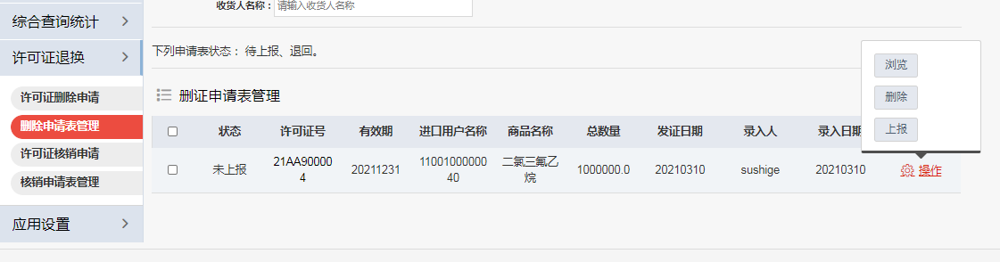 收货人名称：
请输入收货人名称
综合查询统计
许可证退换
许可证删除申请
删除申请表管理
许可证核销申请
核销申请表管理
应用设置
下列申请表状态： 待上报、退回。
删证申请表管理
状态 许可证号 有效期 进口用户名称 商品名称 总数量 发证日期 录入人 录入日期
未上报 21AA90000 20211231 11001000000 二氯三氟乙 1000000.0 20210310 sushige 20210310 操作
4 40 烷
浏览
删除
上报